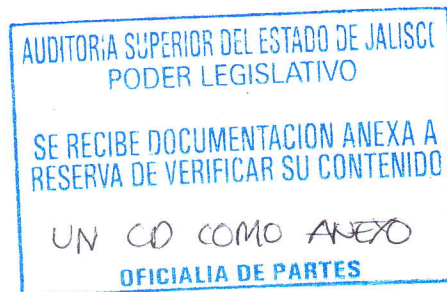 AUDITORIA SUPERIOR DEL ESTADO DE JALISC
PODER LEGISLATIVO
SE RECIBE DOCUMENTACION ANEXA A
RESERVA DE VERIFICAR SU CONTENIDO
UN CD COMO ANEXO
OFICIALIA DE PARTES